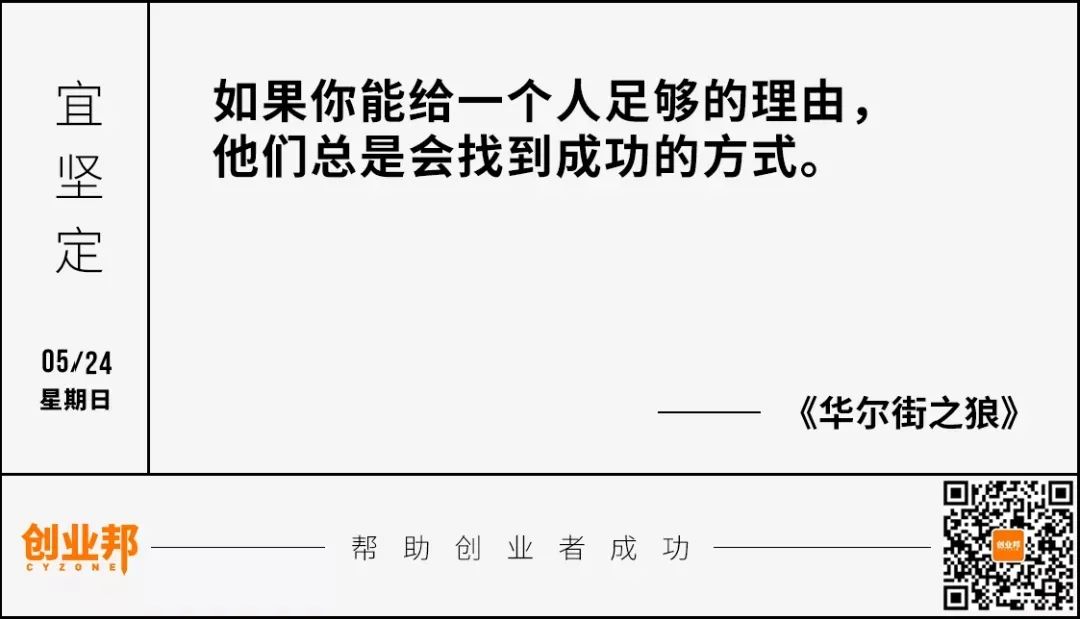 宜坚定
05/24
星期日
如果你能给一个人足够的理由，
他们总是会找到成功的方式。
《华尔街之狼》
创业邦
CYZONE
帮助创业者成功
创业邦